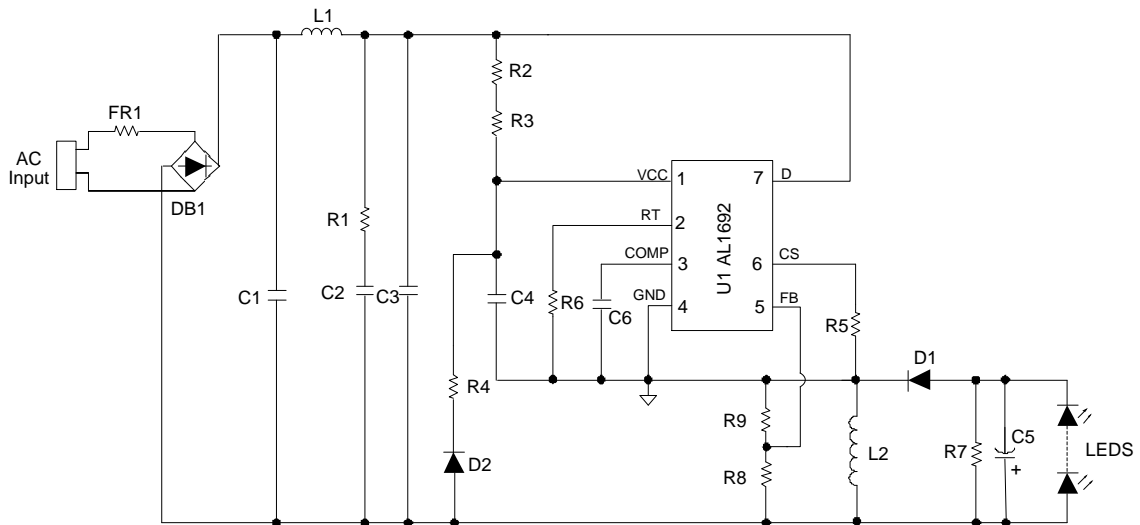 L1
R2
FR1
R3
AC
Input
VCC
1
7
D
DB1
R1
RT
2
U1 AL1692
COMP
3
6
CS
C1
C2
C3
C4
R6
C6
GND
4
5
FB
R5
D1
R4
R9
L2
R7
C5
LEDS
D2
R8
+